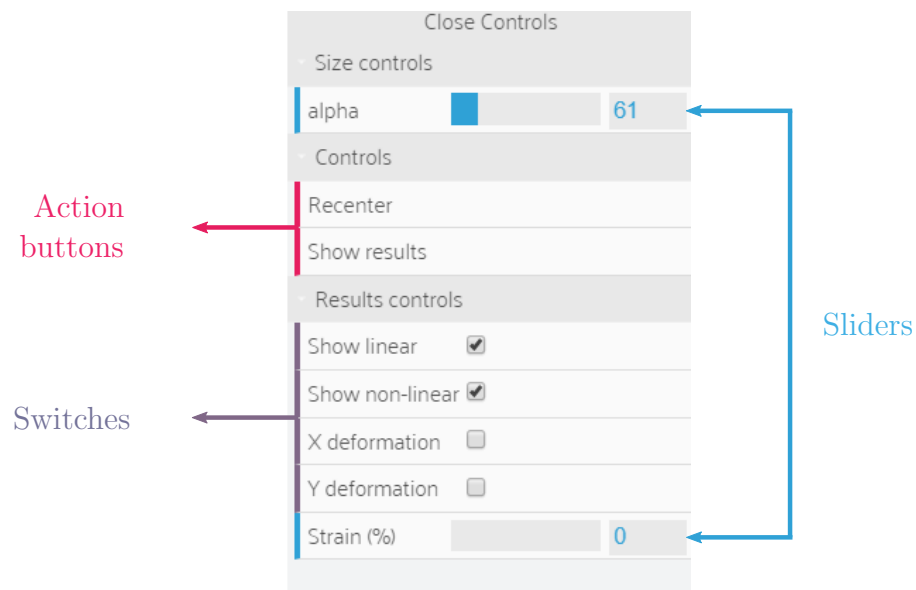 Close Controls
Size controls
alpha 61
Controls
Recenter
Show results
Results controls
Show linear
Show non-linear
X deformation
Y deformation
Strain (%) 0
Action
buttons
Switches
Sliders